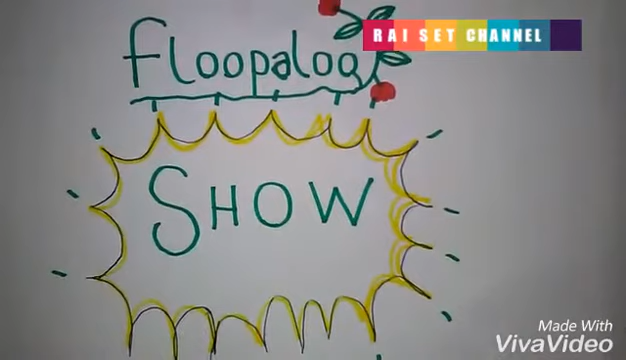 RAI SET CHANNEL
Floopaloo
SHOW
Made With
VivaVideo